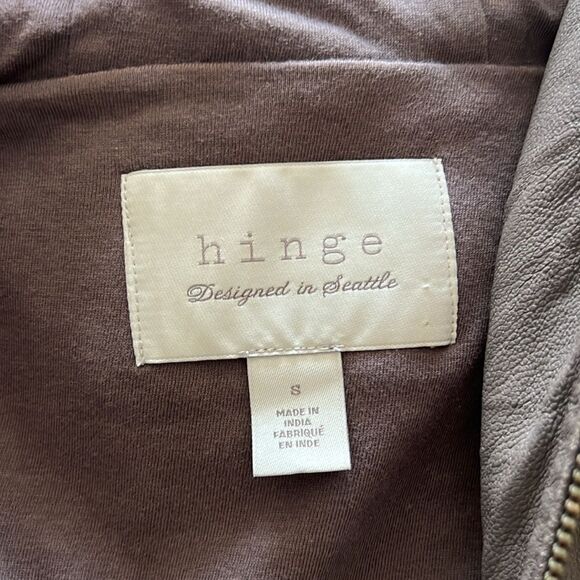 hinge
Designed in Seattle
S
MADE IN
INDIA
FABRIQUÉ
EN INDE